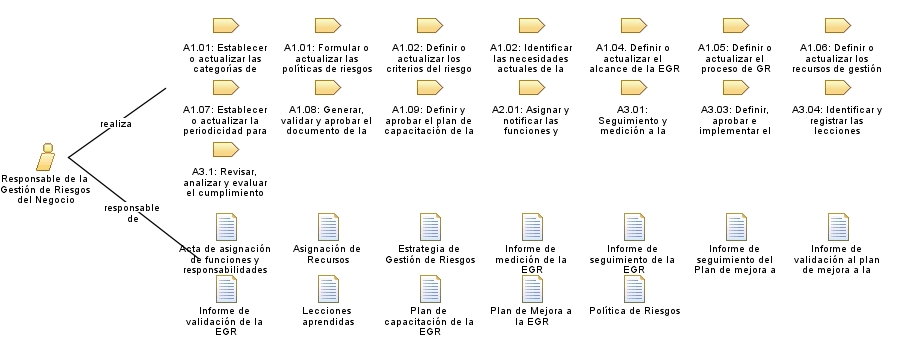 A1.01: Establecer
o actualizar las
categorías de
A1.01: Formular o
actualizar las
políticas de riesgos
A1.02: Definir o
actualizar los
criterios del riesgo
A1.02: Identificar
las necesidades
actuales de la
A1.04. Definir o
actualizar el
alcance de la EGR
A1.05: Definir o
actualizar el
proceso de GR
A1.06: Definir o
actualizar los
recursos de gestión
A1.07: Establecer
o actualizar la
periodicidad para
A1.08: Generar,
validar y aprobar el
documento de la
A1.09: Definir y
aprobar el plan de
capacitación de la
A2.01: Asignar y
notificar las
funciones y
A3.01:
Seguimiento y
medición a la
A3.03: Definir,
aprobar e
implementar el
A3.04: Identificar y
registrar las
lecciones
realiza
A3.1: Revisar,
analizar y evaluar
el cumplimiento
Responsable de la
Gestión de Riesgos
del Negocio
responsable
de
Acta de asignación
de funciones y
responsabilidades
Asignación de
Recursos
Estrategia de
Gestión de Riesgos
Informe de
medición de la
EGR
Informe de
seguimiento de la
EGR
Informe de
seguimiento del
Plan de mejora a
Informe de
validación al plan
de mejora a la
Informe de
validación de la
EGR
Lecciones
aprendidas
Plan de
capacitación de la
EGR
Plan de Mejora a
la EGR
Política de Riesgos